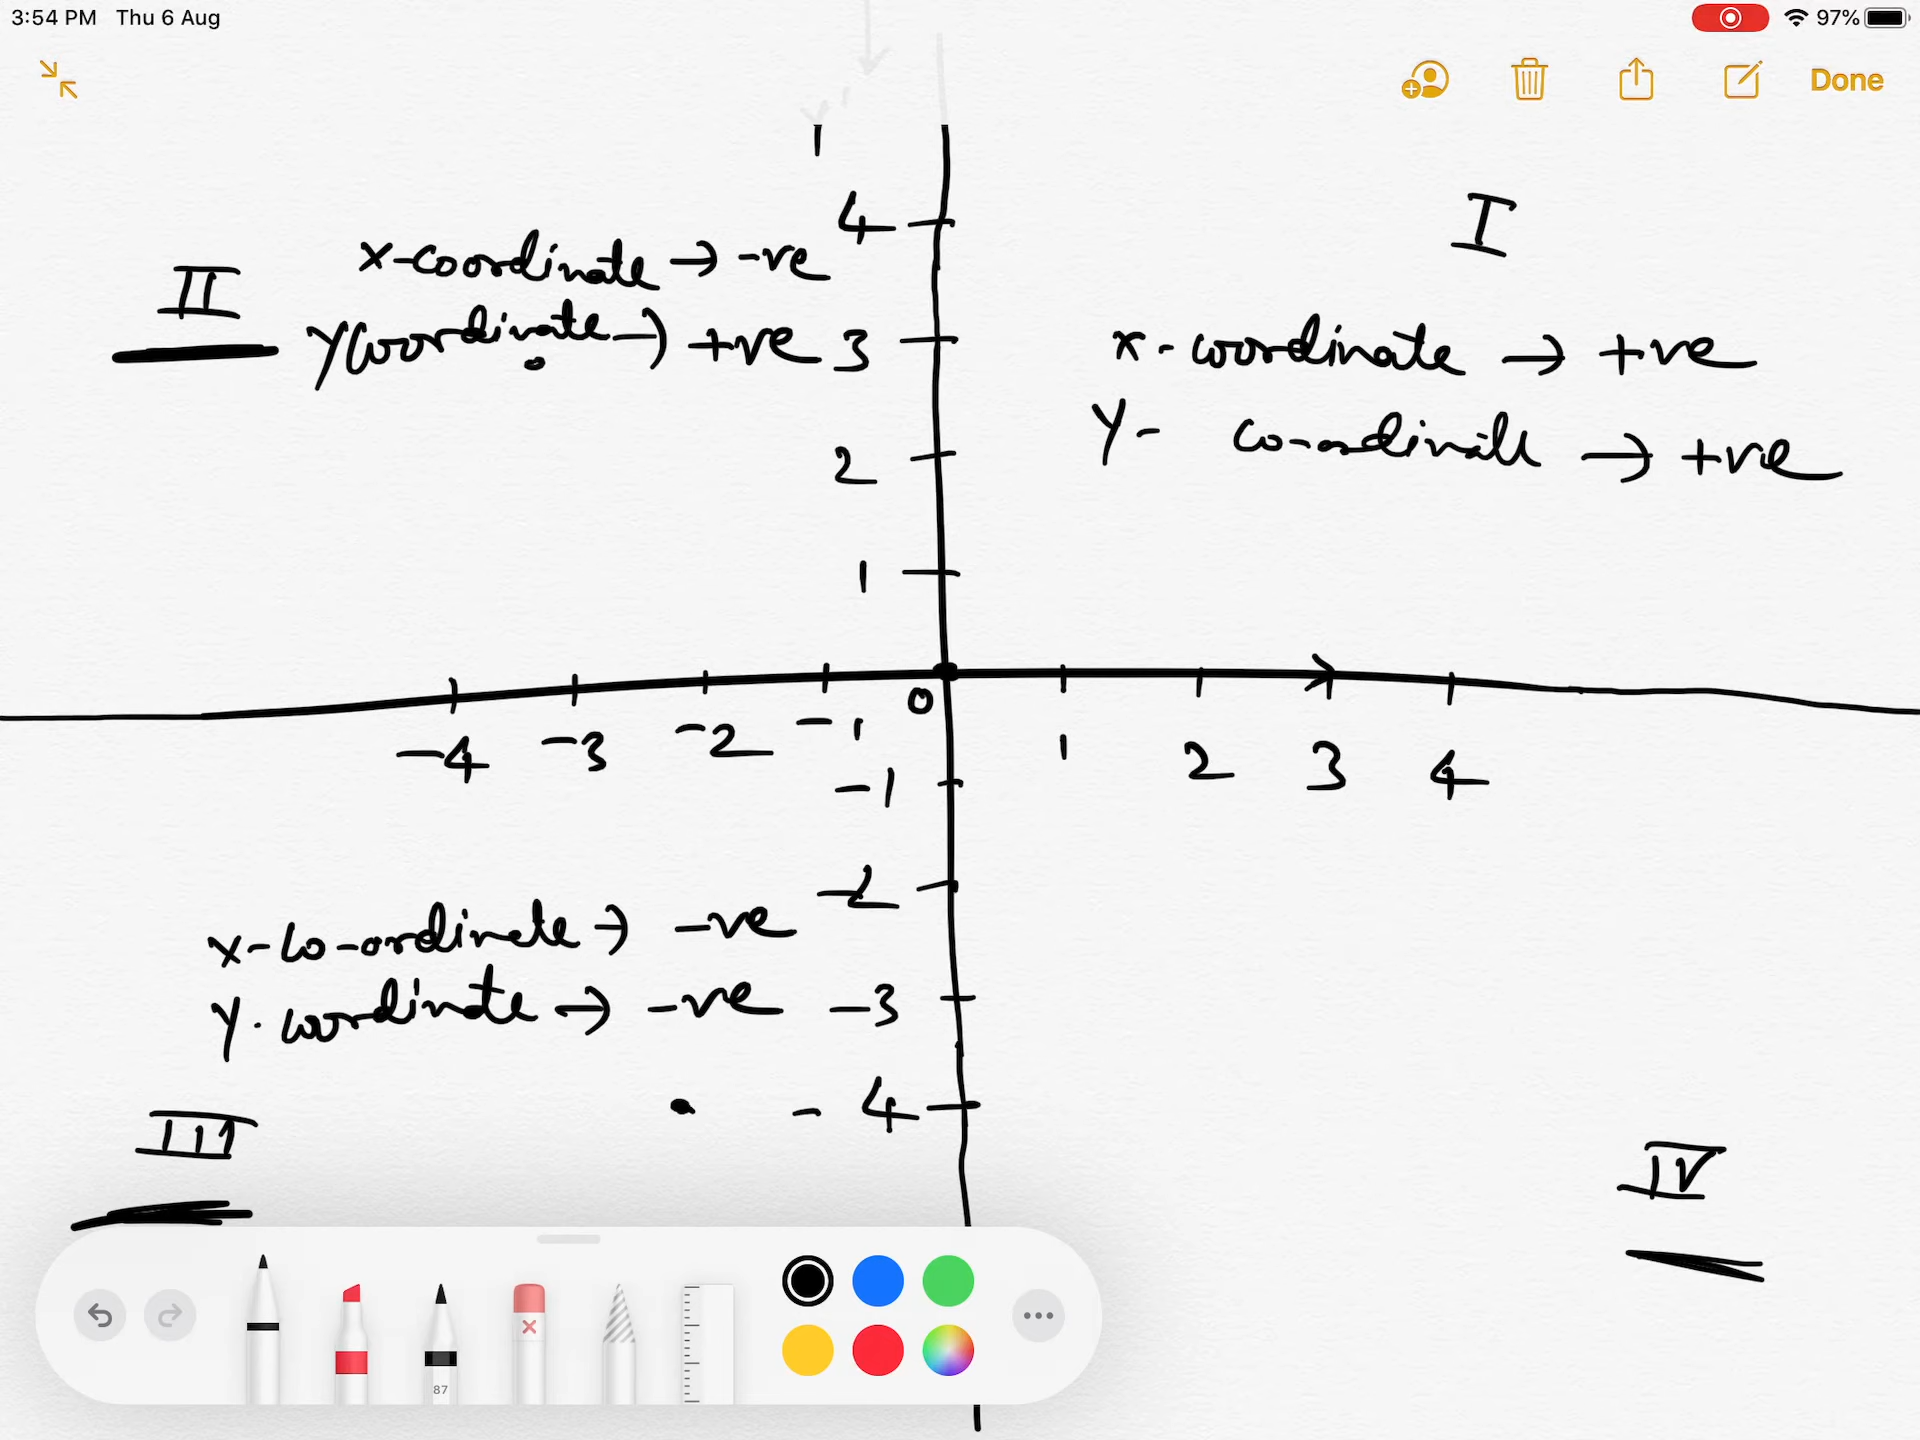 3:54 PM Thu 6 Aug
97%
Done
I
II
x-coordinate → -ve
y coordinate → +ve
x- coordinate → +ve
Y- co-ordinate → +ve
4
3
2
1
0
-4 -3 -2 -1
1 2 3 4
-1
-2
-3
- 4
x-co-ordinate → -ve
y. coordinate → -ve
III
IV
87